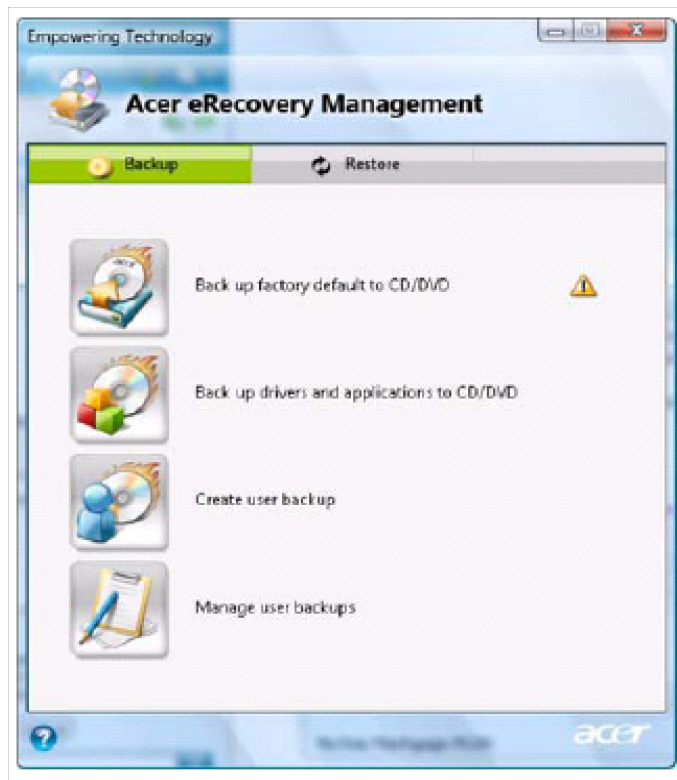 Empowering Technology
Acer eRecovery Management
Backup
Restore
Back up factory default to CD/DVD
Back up drivers and applications to CD/DVD
Create user backup
Manage user backups
acer